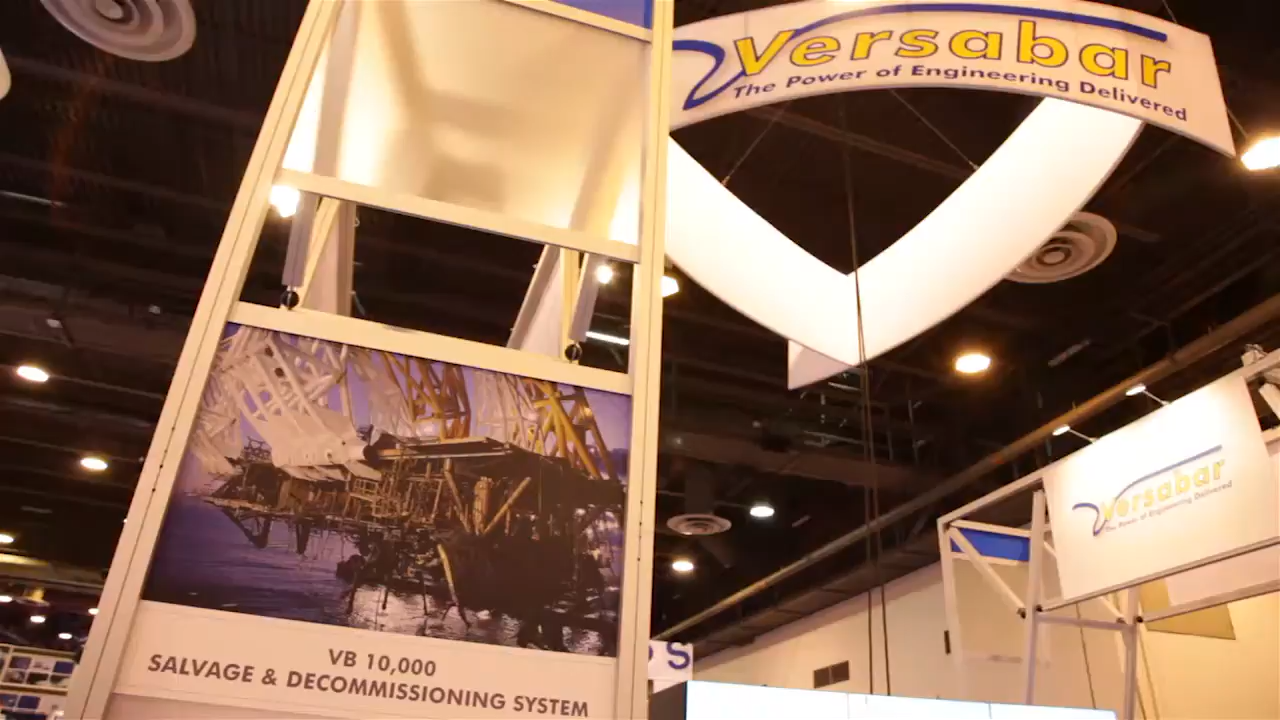 Versabar
The Power of Engineering Delivered
Versabar
The Power of Engineering Delivered
VB 10,000
SALVAGE & DECOMMISSIONING SYSTEM
S